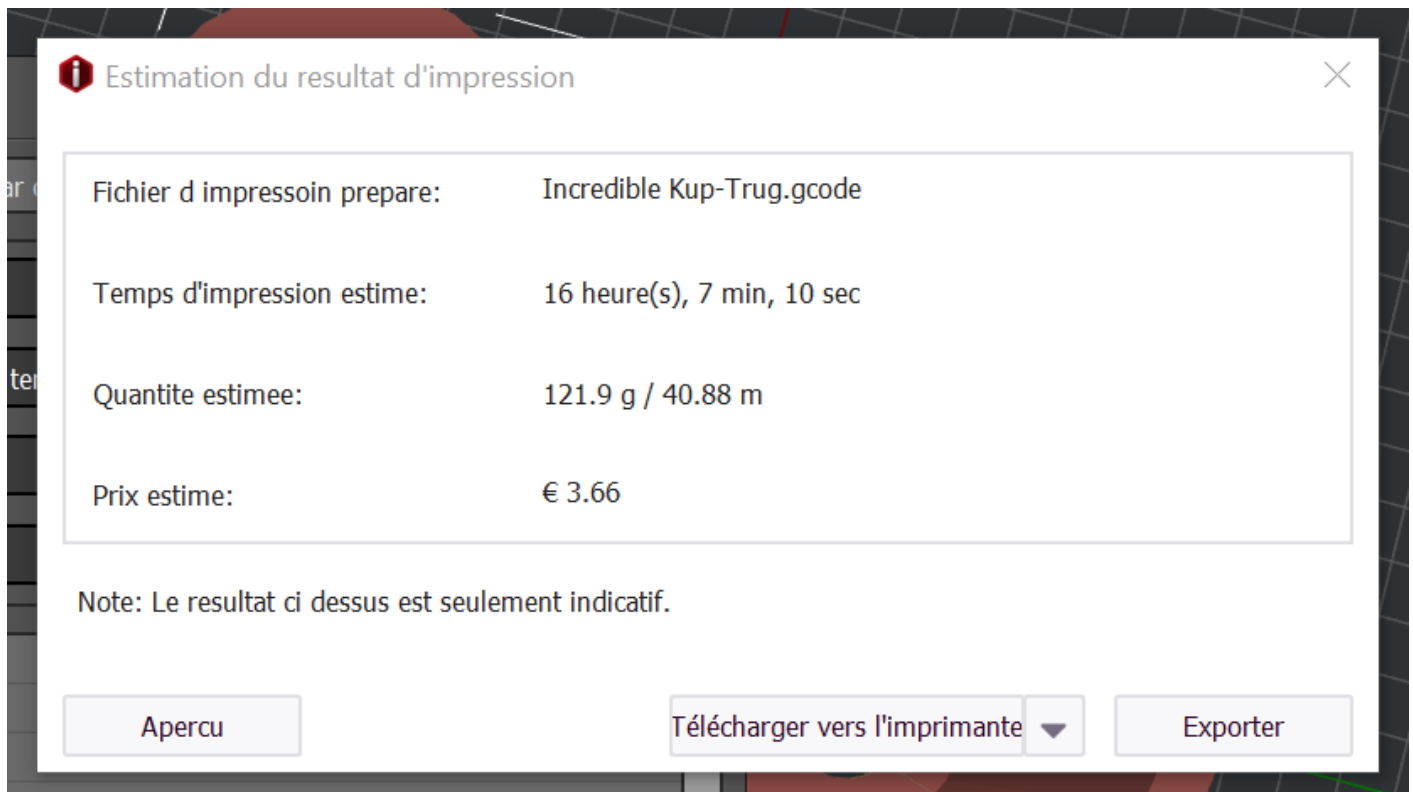 Estimation du resultat d'impression
Fichier d impressoin prepare: Incredible Kup-Trug.gcode
Temps d'impression estime: 16 heure(s), 7 min, 10 sec
Quantite estimee: 121.9 g / 40.88 m
Prix estime: € 3.66
Note: Le resultat ci dessus est seulement indicatif.
Apercu Télécharger vers l'imprimante Exporter